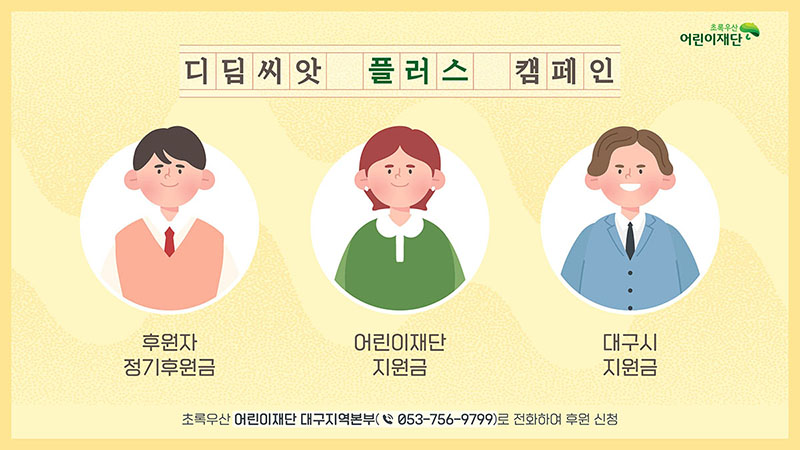 초록우산
어린이재단
디딤씨앗 플러스 캠페인
후원자
정기후원금
어린이재단
지원금
대구시
지원금
초록우산 어린이재단 대구지역본부( 053-756-9799)로 전화하여 후원 신청